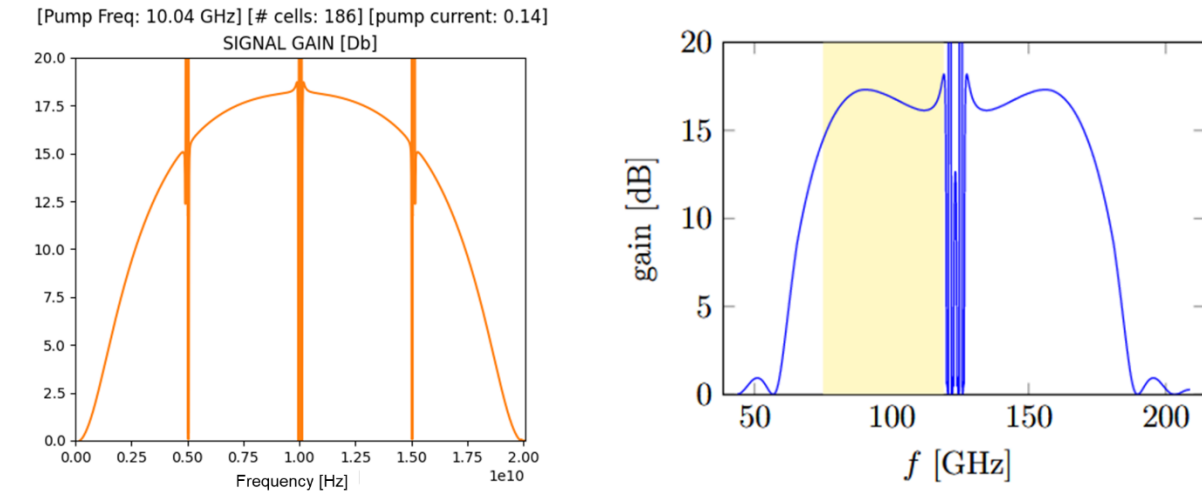 [Pump Freq: 10.04 GHz] [# cells: 186] [pump current: 0.14]
SIGNAL GAIN [Db]
20.0
17.5
15.0
12.5
10.0
7.5
5.0
2.5
0.0
0.00 0.25 0.50 0.75 1.00 1.25 1.50 1.75 2.00
1e10
Frequency [Hz]
20
15
10
5
0
gain [dB]
50 100 150 200
f [GHz]